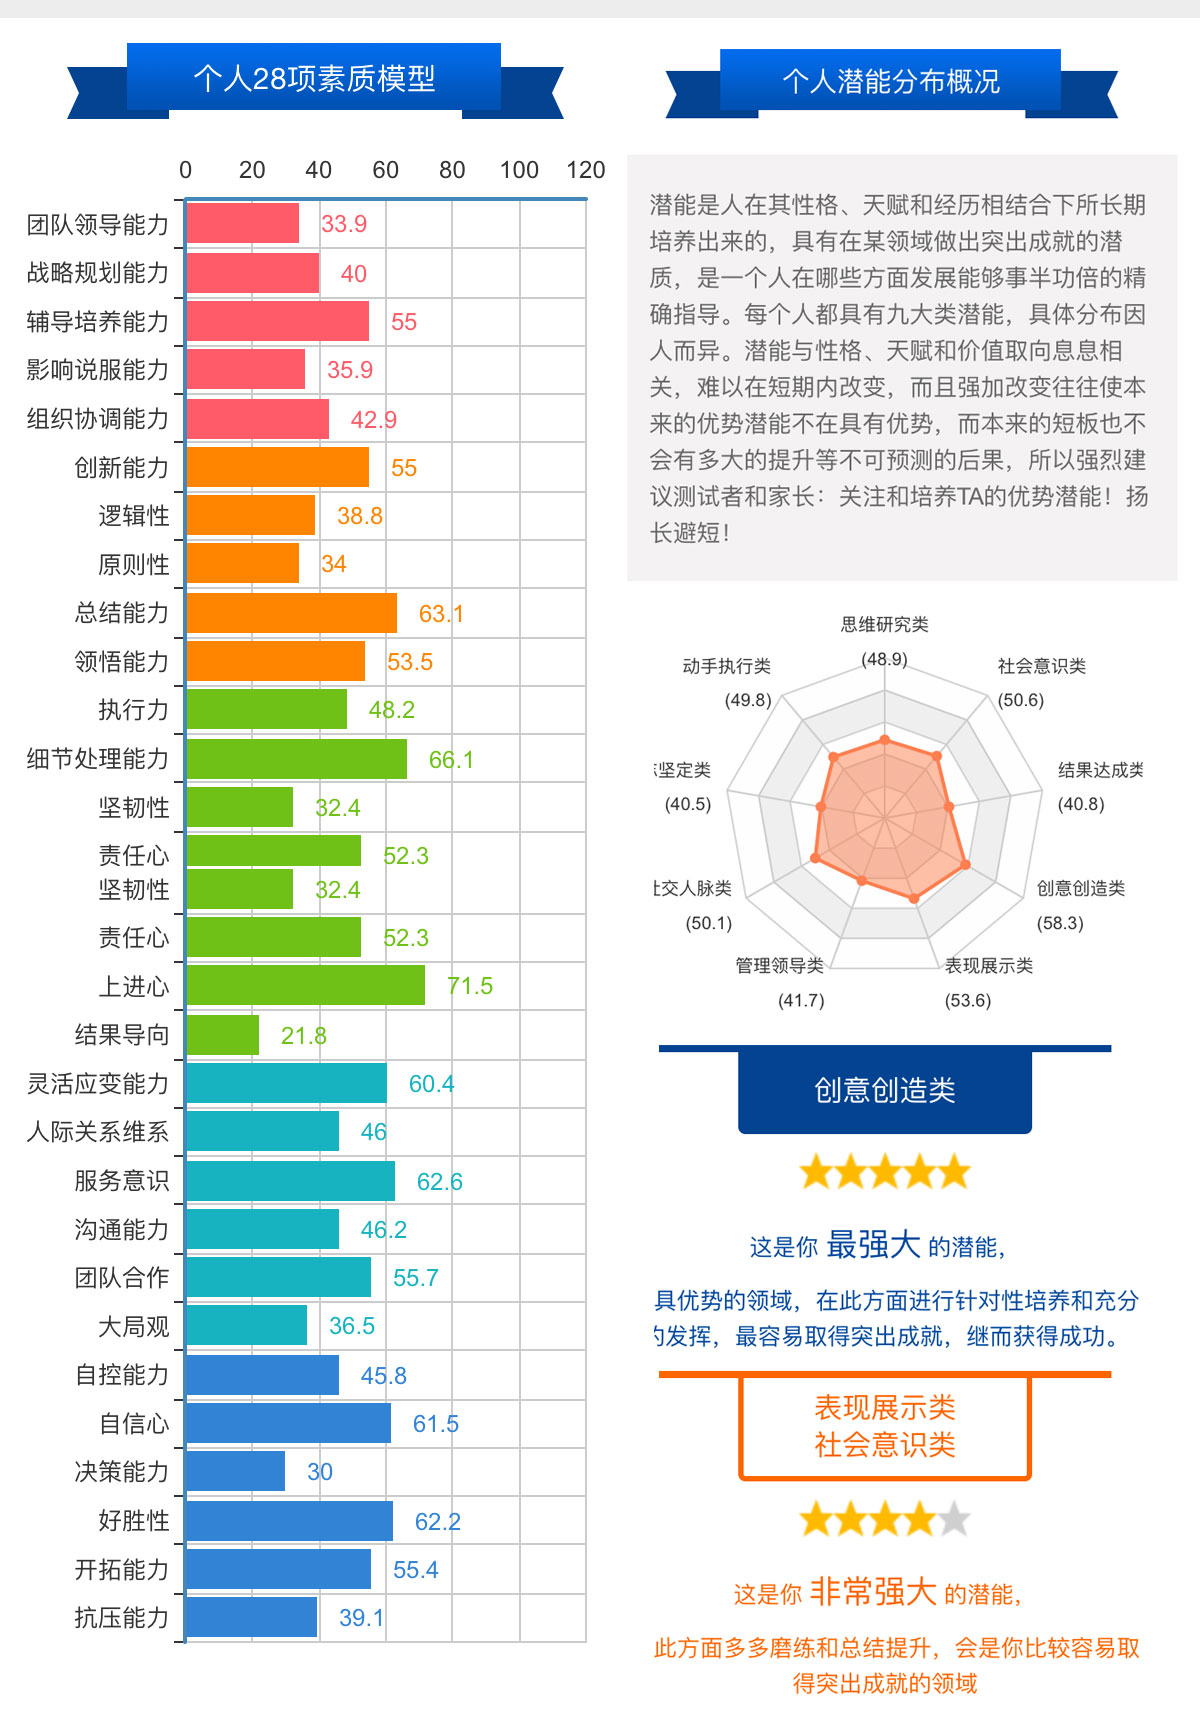 个人28项素质模型
0 20 40 60 80 100 120
团队领导能力 33.9
战略规划能力 40
辅导培养能力 55
影响说服能力 35.9
组织协调能力 42.9
创新能力 55
逻辑性 38.8
原则性 34
总结能力 63.1
领悟能力 53.5
执行力 48.2
细节处理能力 66.1
坚韧性 32.4
责任心 52.3
坚韧性 32.4
责任心 52.3
上进心 71.5
结果导向 21.8
灵活应变能力 60.4
人际关系维系 46
服务意识 62.6
沟通能力 46.2
团队合作 55.7
大局观 36.5
自控能力 45.8
自信心 61.5
决策能力 30
好胜性 62.2
开拓能力 55.4
抗压能力 39.1
个人潜能分布概况
潜能是人在其性格、天赋和经历相结合下所长期
培养出来的，具有在某领域做出突出成就的潜
质，是一个人在哪些方面发展能够事半功倍的精
确指导。每个人都具有九大类潜能，具体分布因
人而异。潜能与性格、天赋和价值取向息息相
关，难以在短期内改变，而且强加改变往往使本
来的优势潜能不在具有优势，而本来的短板也不
会有多大的提升等不可预测的后果，所以强烈建
议测试者和家长：关注和培养TA的优势潜能！扬
长避短！
思维研究类
(48.9)
动手执行类
(49.8)
社会意识类
(50.6)
坚定类
(40.5)
结果达成类
(40.8)
交人脉类
(50.1)
创意创造类
(58.3)
管理领导类
(41.7)
表现展示类
(53.6)
创意创造类
这是你 最强大 的潜能，
具优势的领域，在此方面进行针对性培养和充分
发挥，最容易取得突出成就，继而获得成功。
表现展示类
社会意识类
这是你 非常强大 的潜能，
此方面多多磨练和总结提升，会是你比较容易取
得突出成就的领域